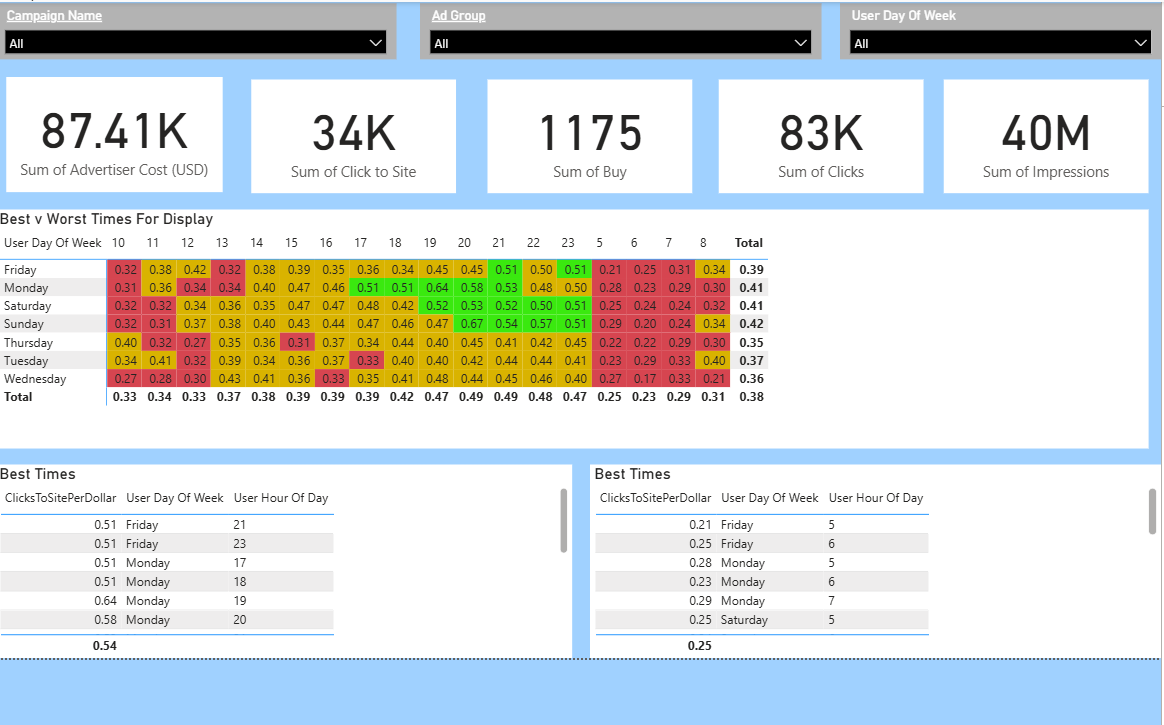 Campaign Name Ad Group User Day Of Week
All All All
87.41K 34K 1175 83K 40M
Sum of Advertiser Cost (USD) Sum of Click to Site Sum of Buy Sum of Clicks Sum of Impressions
Best v Worst Times For Display
User Day Of Week 10 11 12 13 14 15 16 17 18 19 20 21 22 23 5 6 7 8 Total
Friday 0.32 0.38 0.42 0.32 0.38 0.39 0.35 0.36 0.34 0.45 0.45 0.51 0.50 0.51 0.21 0.25 0.31 0.34 0.39
Monday 0.31 0.36 0.34 0.34 0.40 0.47 0.46 0.51 0.51 0.64 0.58 0.53 0.48 0.50 0.28 0.23 0.29 0.30 0.41
Saturday 0.32 0.32 0.34 0.36 0.35 0.47 0.47 0.48 0.42 0.52 0.53 0.52 0.50 0.51 0.25 0.24 0.24 0.32 0.41
Sunday 0.32 0.31 0.37 0.38 0.40 0.43 0.44 0.47 0.46 0.47 0.67 0.54 0.57 0.51 0.29 0.20 0.24 0.34 0.42
Thursday 0.40 0.32 0.27 0.35 0.36 0.31 0.37 0.34 0.44 0.40 0.45 0.41 0.42 0.45 0.22 0.22 0.29 0.30 0.35
Tuesday 0.34 0.41 0.32 0.39 0.34 0.36 0.37 0.33 0.40 0.40 0.42 0.44 0.44 0.41 0.23 0.29 0.33 0.40 0.37
Wednesday 0.27 0.28 0.30 0.43 0.41 0.36 0.33 0.35 0.41 0.48 0.44 0.45 0.46 0.40 0.27 0.17 0.33 0.21 0.36
Total 0.33 0.34 0.33 0.37 0.38 0.39 0.39 0.39 0.42 0.47 0.49 0.49 0.48 0.47 0.25 0.23 0.29 0.31 0.38
Best Times
ClicksToSitePerDollar User Day Of Week User Hour Of Day
0.51 Friday 21
0.51 Friday 23
0.51 Monday 17
0.51 Monday 18
0.64 Monday 19
0.58 Monday 20
0.54
Best Times
ClicksToSitePerDollar User Day Of Week User Hour Of Day
0.21 Friday 5
0.25 Friday 6
0.28 Monday 5
0.23 Monday 6
0.29 Monday 7
0.25 Saturday 5
0.25